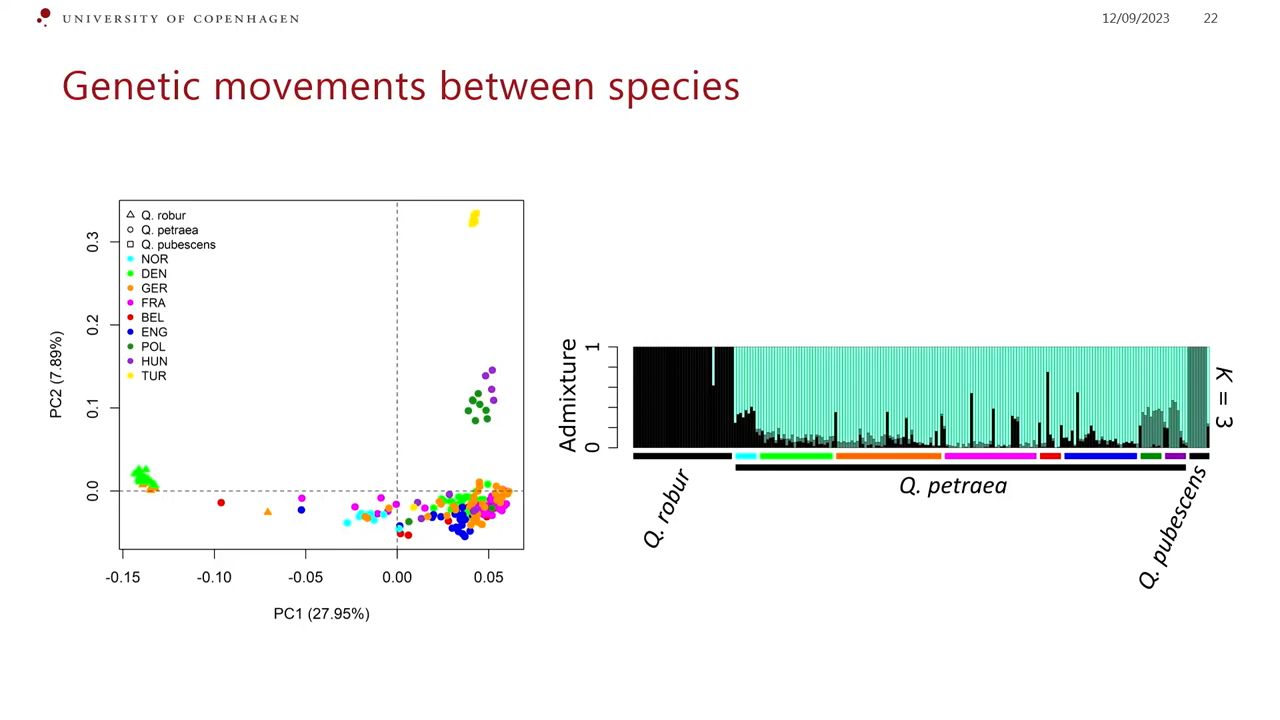 UNIVERSITY OF COPENHAGEN
12/09/2023 22
Genetic movements between species
Q. robur
Q. petraea
Q. pubescens
NOR
DEN
GER
FRA
BEL
ENG
POL
HUN
TUR
PC2 (7.89%)
0.3
0.2
0.1
0.0
-0.15 -0.10 -0.05 0.00 0.05
PC1 (27.95%)
Admixture
1
0
K = 3
Q. robur
Q. petraea
Q. pubescens